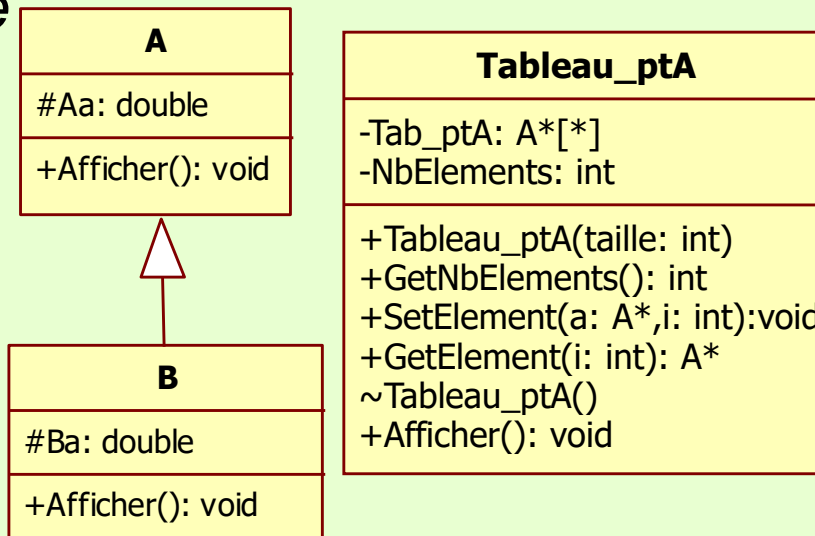 A
#Aa: double
+Afficher(): void
B
#Ba: double
+Afficher(): void
Tableau_ptA
-Tab_ptA: A*[*]
-NbElements: int
+Tableau_ptA(taille: int)
+GetNbElements(): int
+SetElement(a: A*,i: int):void
+GetElement(i: int): A*
~Tableau_ptA()
+Afficher(): void